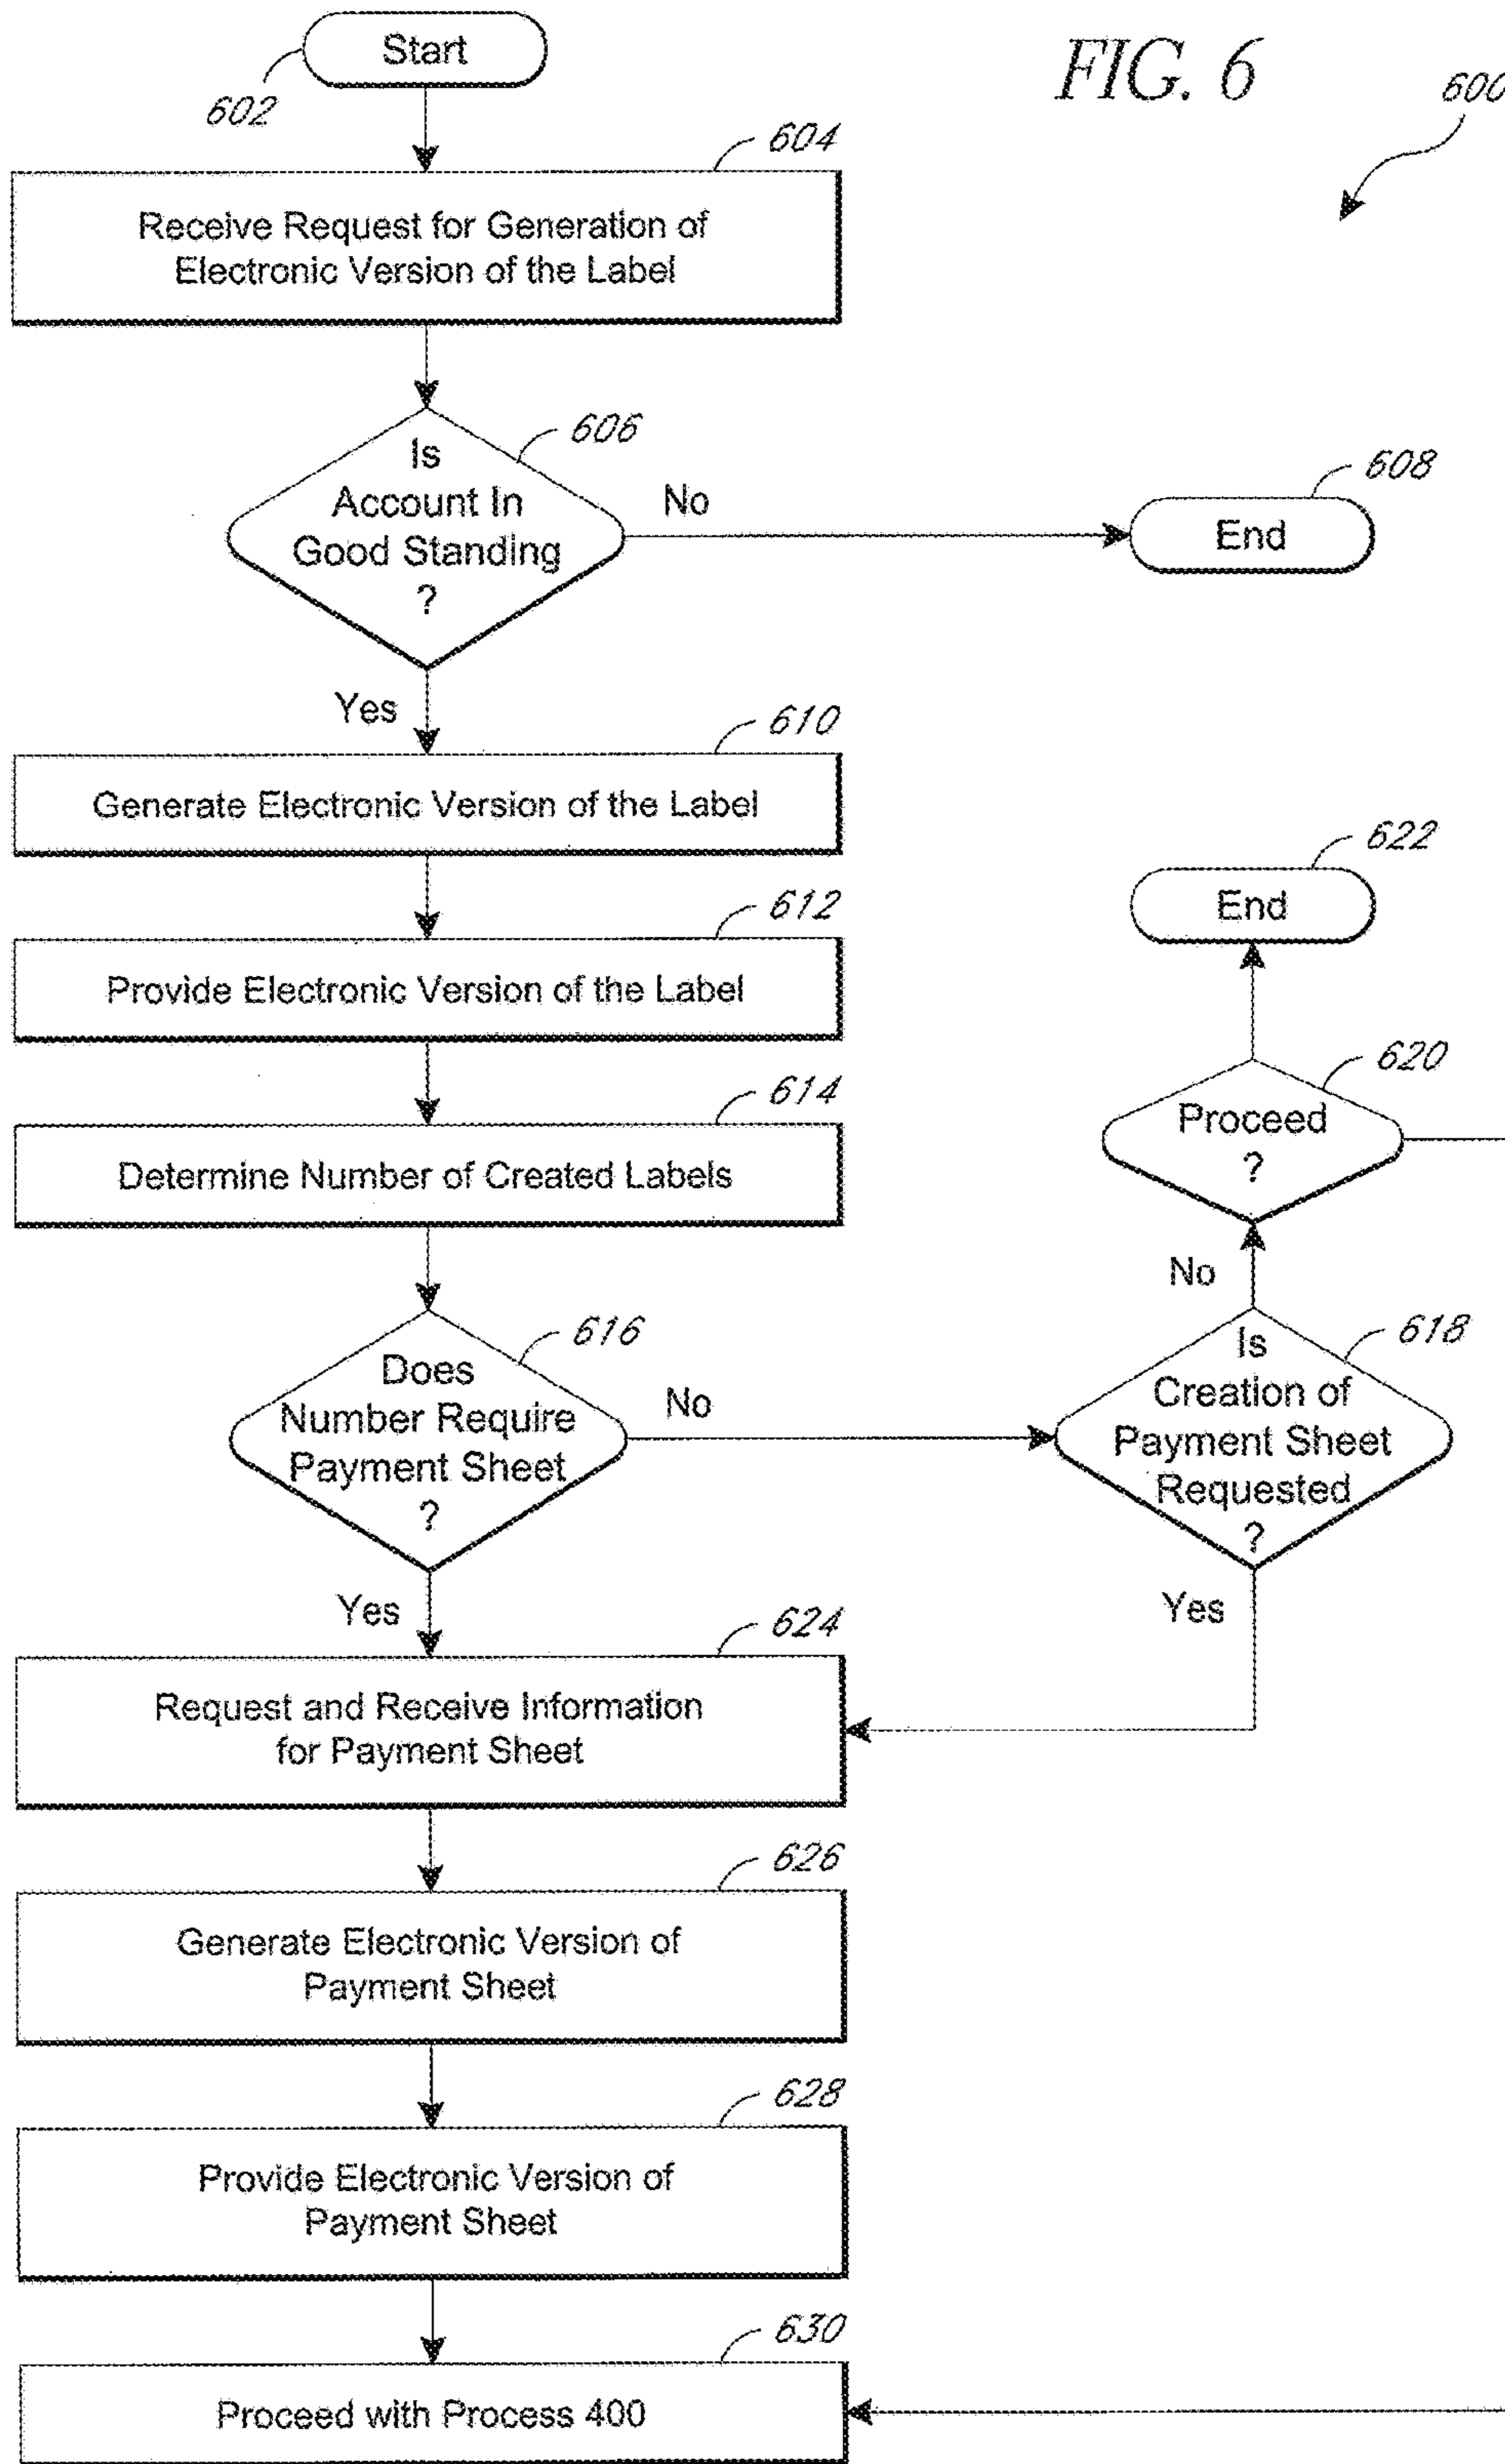 FIG. 6
600
Start
602
604
Receive Request for Generation of
Electronic Version of the Label
606
Is
Account In
Good Standing
?
No
608
End
Yes
610
Generate Electronic Version of the Label
612
Provide Electronic Version of the Label
614
Determine Number of Created Labels
622
End
620
Proceed
?
No
616
Does
Number Require
Payment Sheet
?
No
618
Is
Creation of
Payment Sheet
Requested
?
Yes
Yes
624
Request and Receive Information
for Payment Sheet
626
Generate Electronic Version of
Payment Sheet
628
Provide Electronic Version of
Payment Sheet
630
Proceed with Process 400